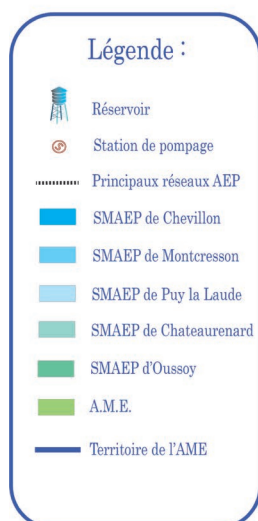 Légende :
Réservoir
Station de pompage
Principaux réseaux AEP
SMAEP de Chevillon
SMAEP de Montcresson
SMAEP de Puy la Laude
SMAEP de Chateaurenard
SMAEP d'Oussoy
A.M.E.
Territoire de l'AME